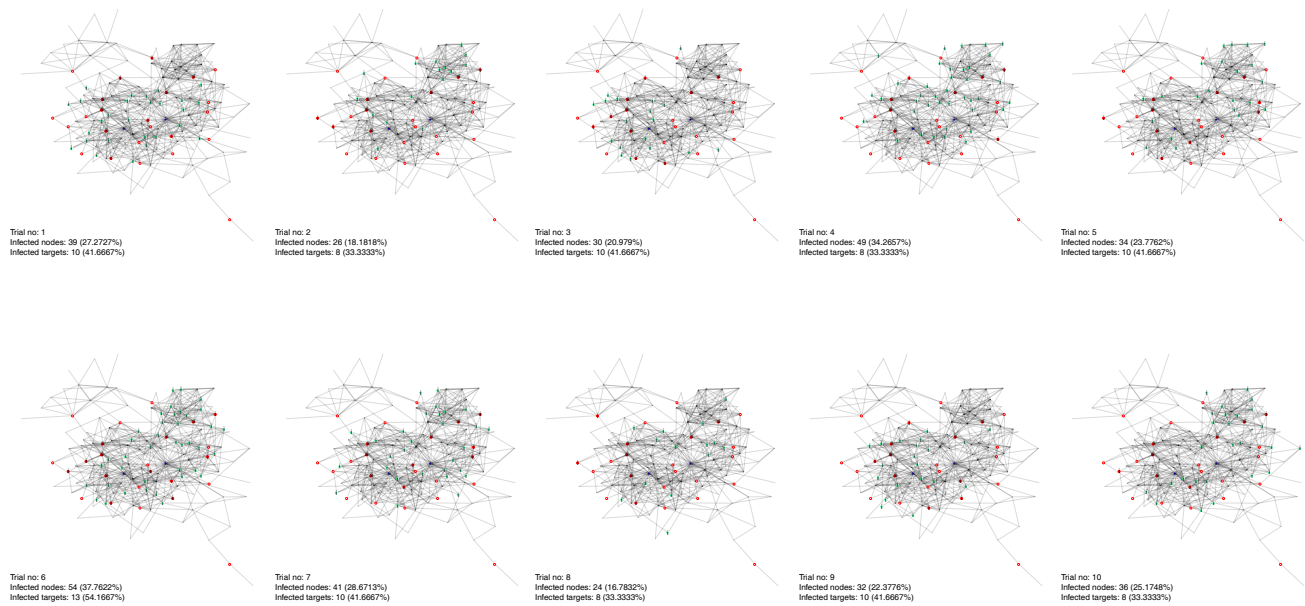 Trial no: 1
Infected nodes: 39 (27.2727%)
Infected targets: 10 (41.6667%)
Trial no: 2
Infected nodes: 26 (18.1818%)
Infected targets: 8 (33.3333%)
Trial no: 3
Infected nodes: 30 (20.979%)
Infected targets: 10 (41.6667%)
Trial no: 4
Infected nodes: 49 (34.2657%)
Infected targets: 8 (33.3333%)
Trial no: 5
Infected nodes: 34 (23.7762%)
Infected targets: 10 (41.6667%)
Trial no: 6
Infected nodes: 54 (37.7622%)
Infected targets: 13 (54.1667%)
Trial no: 7
Infected nodes: 41 (28.6713%)
Infected targets: 10 (41.6667%)
Trial no: 8
Infected nodes: 24 (16.7832%)
Infected targets: 8 (33.3333%)
Trial no: 9
Infected nodes: 32 (22.3776%)
Infected targets: 10 (41.6667%)
Trial no: 10
Infected nodes: 36 (25.1748%)
Infected targets: 8 (33.3333%)